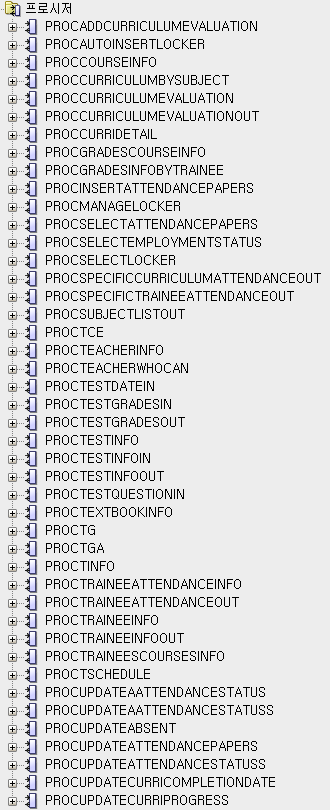 프로시저
PROCADDCURRICULUMEVALUATION
PROCAUTOINSERTLOCKER
PROCCOURSEINFO
PROCCURRICULUMBYSUBJECT
PROCCURRICULUMEVALUATION
PROCCURRICULUMEVALUATIONOUT
PROCCURRIDETAIL
PROCGRADESCOURSEINFO
PROCGRADESINFOBYTRAINEE
PROCINSERTATTENDANCEPAPERS
PROCMANAGELOCKER
PROCSELECTATTENDANCEPAPERS
PROCSELECTEMPLOYMENTSTATUS
PROCSELECTLOCKER
PROCSPECIFICCURRICULUMATTENDANCEOUT
PROCSPECIFICTRAINEEATTENDANCEOUT
PROCSUBJECTLISTOUT
PROCTCE
PROCTEACHERINFO
PROCTEACHERWHOCAN
PROCTESTDATEIN
PROCTESTGRADESIN
PROCTESTGRADESOUT
PROCTESTINFO
PROCTESTINFOIN
PROCTESTINFOOUT
PROCTESTQUESTIONIN
PROCTEXTBOOKINFO
PROCTG
PROCTGA
PROCTINFO
PROCTRAINEEATTENDANCEINFO
PROCTRAINEEATTENDANCEOUT
PROCTRAINEEINFO
PROCTRAINEEINFOOUT
PROCTRAINEESCOURSESINFO
PROCTSCHEDULE
PROCUPDATEAATTENDANCESTATUS
PROCUPDATEAATTENDANCESTATUSS
PROCUPDATEABSENT
PROCUPDATEATTENDANCEPAPERS
PROCUPDATEATTENDANCESTATUSS
PROCUPDATECURRICOMPLETIONDATE
PROCUPDATECURRIPROGRESS